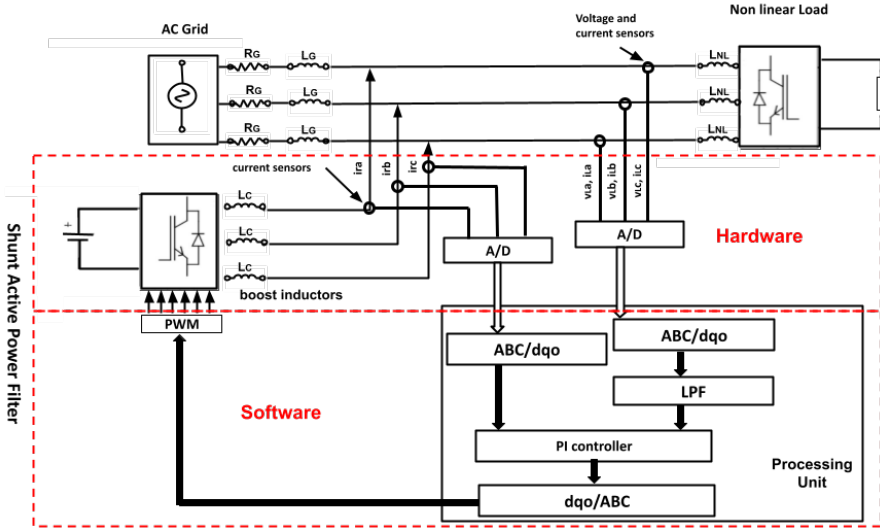 AC Grid
Voltage and
current sensors
Non linear Load
RG
LG
LNL
RG
LG
LNL
RG
LG
LNL
current sensors
ira
irb
irc
vLa, iLa
vLb, iLb
vLc, iLc
LC
LC
LC
+
A/D
A/D
Hardware
boost inductors
PWM
ABC/dqo
ABC/dqo
LPF
Software
PI controller
Processing
Unit
dqo/ABC
Shunt Active Power Filter